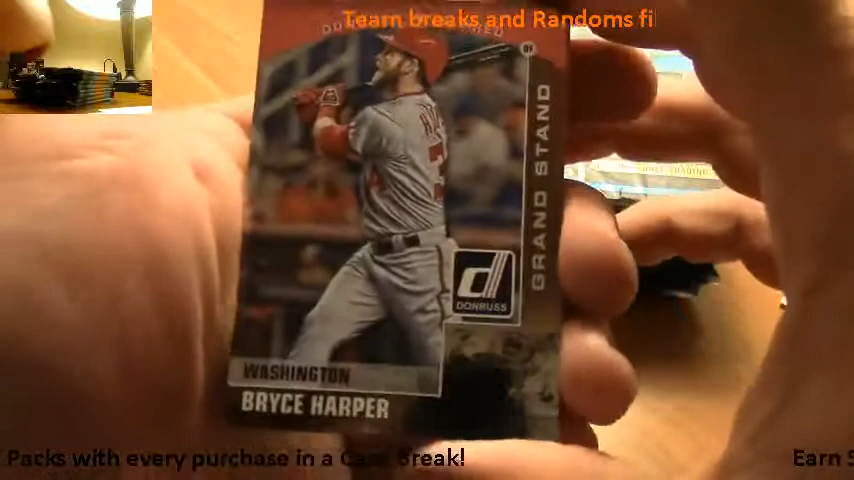 Team breaks and Randoms fi
GRAND STAND
DONRUSS
WASHINGTON
BRYCE HARPER
Packs with every purchase in a Case Break!
Earn